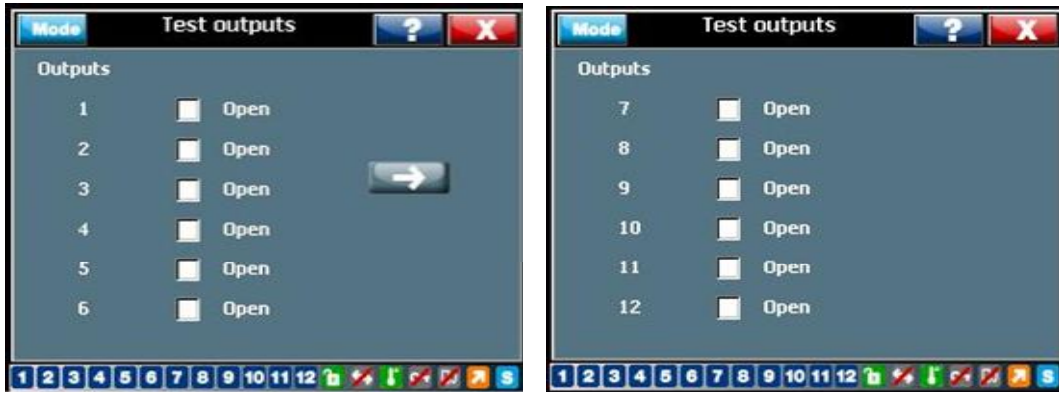 Mode Test outputs ? X
Outputs
1 Open
2 Open
3 Open
4 Open
5 Open
6 Open
1 2 3 4 5 6 7 8 9 10 11 12 S
Mode Test outputs ? X
Outputs
7 Open
8 Open
9 Open
10 Open
11 Open
12 Open
1 2 3 4 5 6 7 8 9 10 11 12 S